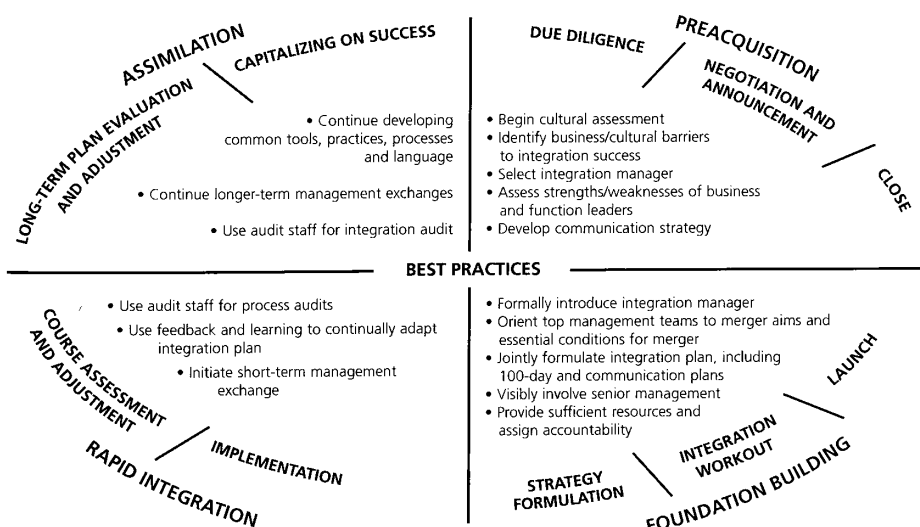 ASSIMILATION
CAPITALIZING ON SUCCESS
LONG-TERM PLAN EVALUATION
AND ADJUSTMENT
• Continue developing
common tools, practices, processes
and language
• Continue longer-term management exchanges
• Use audit staff for integration audit
DUE DILIGENCE
PREACQUISITION
NEGOTIATION AND
ANNOUNCEMENT
CLOSE
• Begin cultural assessment
• Identify business/cultural barriers
to integration success
• Select integration manager
• Assess strengths/weaknesses of business
and function leaders
• Develop communication strategy
BEST PRACTICES
• Use audit staff for process audits
• Use feedback and learning to continually adapt
integration plan
• Initiate short-term management
exchange
COURSE ASSESSMENT
AND ADJUSTMENT
RAPID INTEGRATION
IMPLEMENTATION
• Formally introduce integration manager
• Orient top management teams to merger aims and
essential conditions for merger
• Jointly formulate integration plan, including
100-day and communication plans
• Visibly involve senior management
• Provide sufficient resources and
assign accountability
LAUNCH
INTEGRATION
WORKOUT
STRATEGY
FORMULATION
FOUNDATION BUILDING